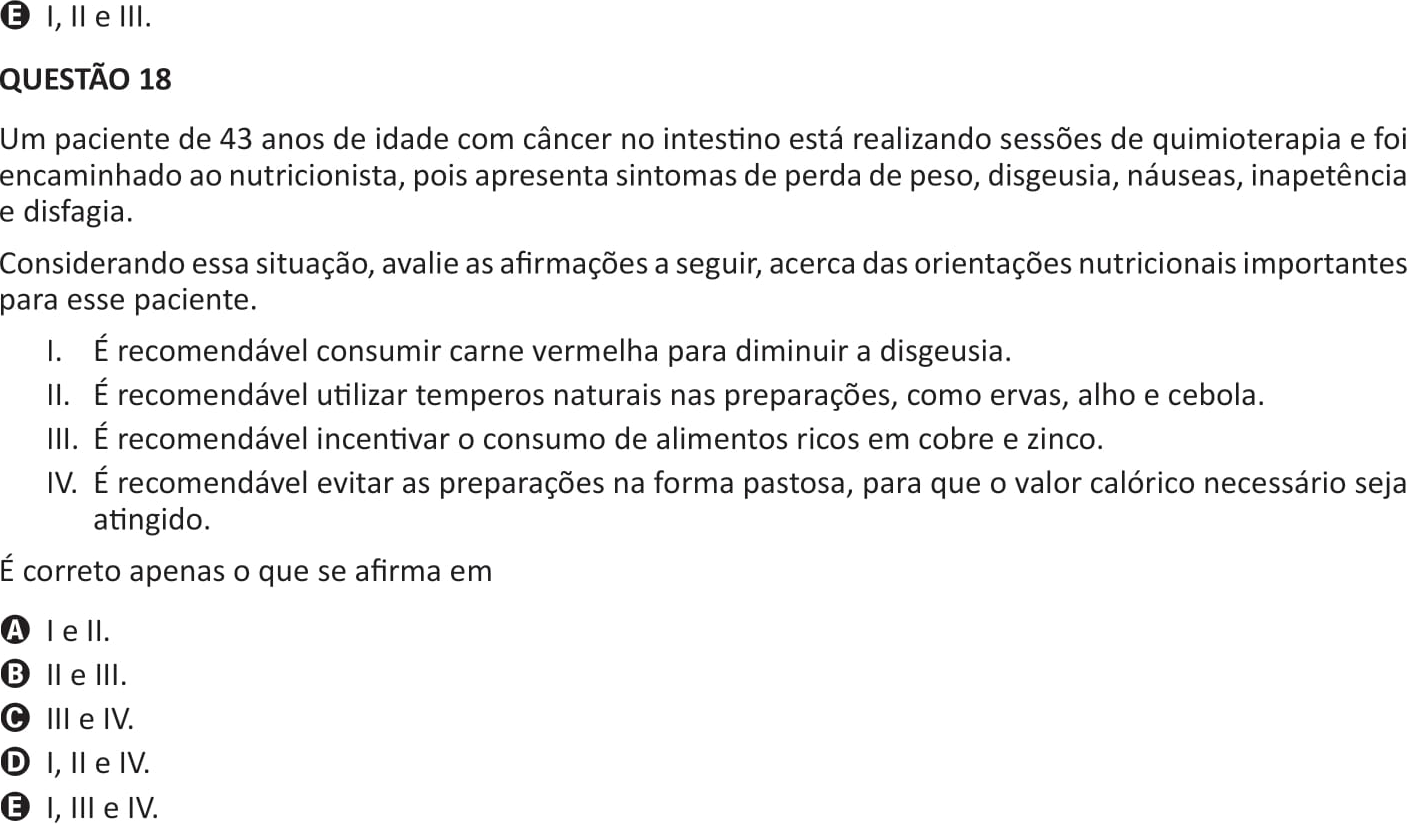 E I, II e III.
QUESTÃO 18
Um paciente de 43 anos de idade com câncer no intestino está realizando sessões de quimioterapia e foi
encaminhado ao nutricionista, pois apresenta sintomas de perda de peso, disgeusia, náuseas, inapetência
e disfagia.
Considerando essa situação, avalie as afirmações a seguir, acerca das orientações nutricionais importantes
para esse paciente.
I. É recomendável consumir carne vermelha para diminuir a disgeusia.
II. É recomendável utilizar temperos naturais nas preparações, como ervas, alho e cebola.
III. É recomendável incentivar o consumo de alimentos ricos em cobre e zinco.
IV. É recomendável evitar as preparações na forma pastosa, para que o valor calórico necessário seja
atingido.
É correto apenas o que se afirma em
A I e II.
B II e III.
C III e IV.
D I, II e IV.
E I, III e IV.